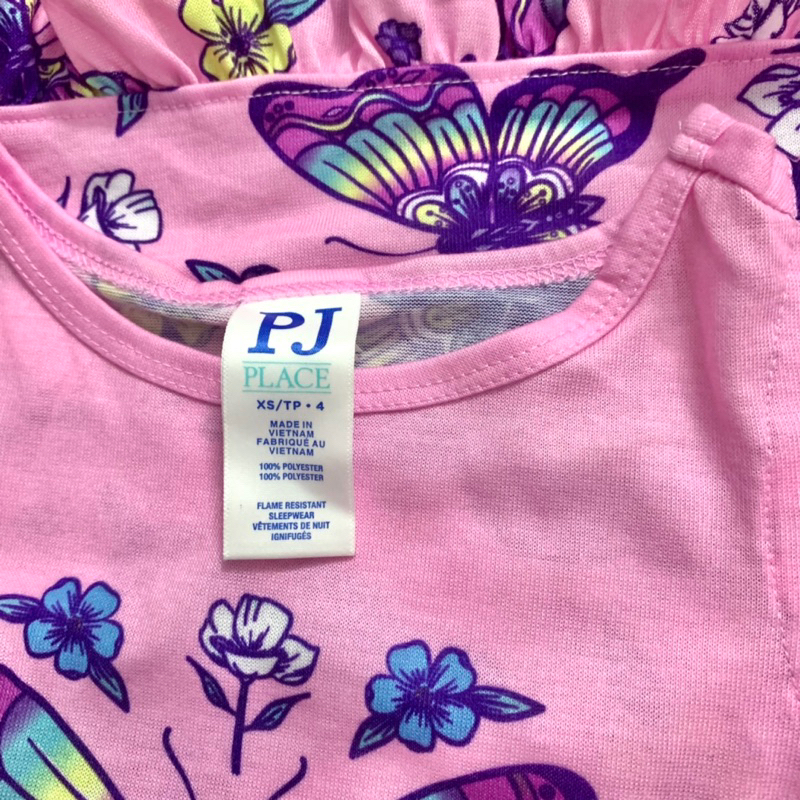 PJ
PLACE
XS/TP • 4
MADE IN
VIETNAM
FABRIQUÉ AU
VIETNAM
100% POLYESTER
100% POLYESTER
FLAME RESISTANT
SLEEPWEAR
VÊTEMENTS DE NUIT
IGNIFUGÉS